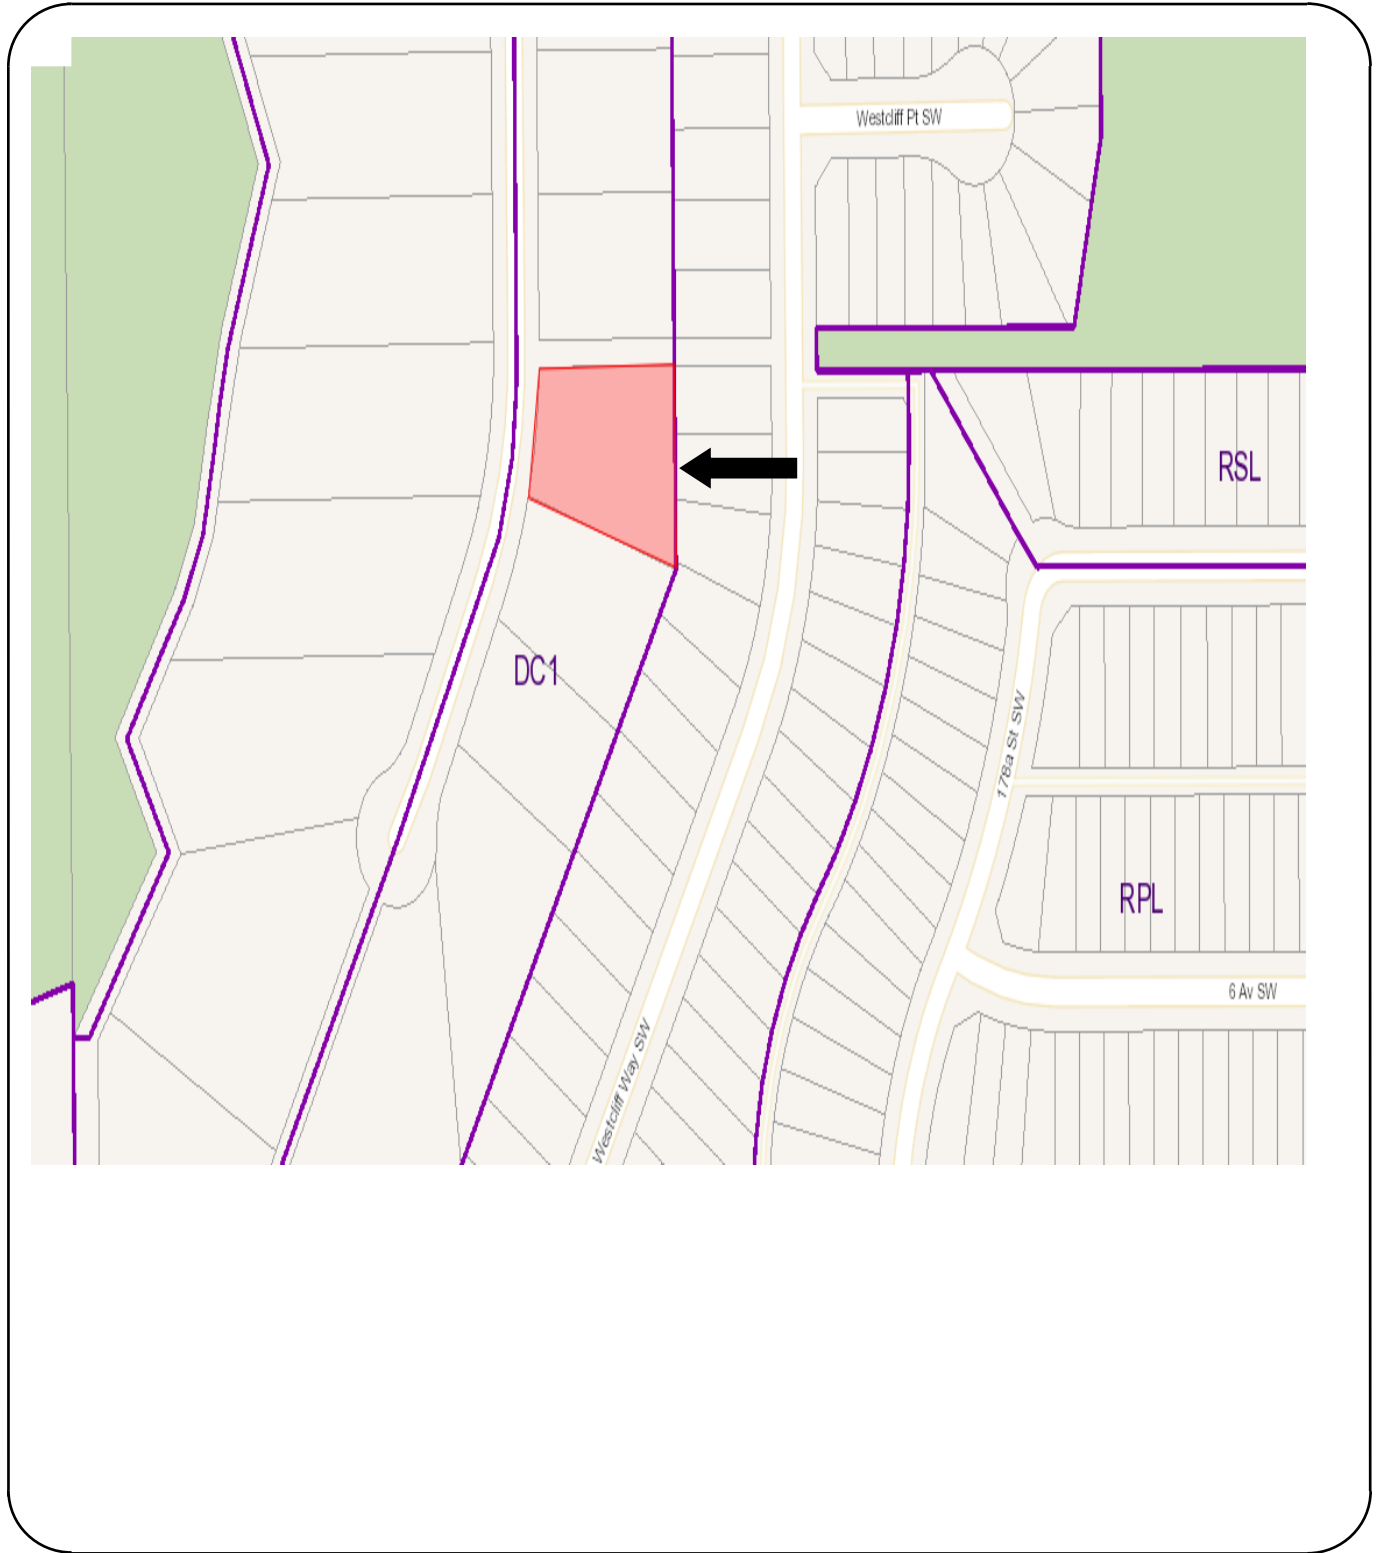 Westcliff Pt SW
RSL
DC1
178a St SW
RPL
6 Av SW
Westcliff Way SW